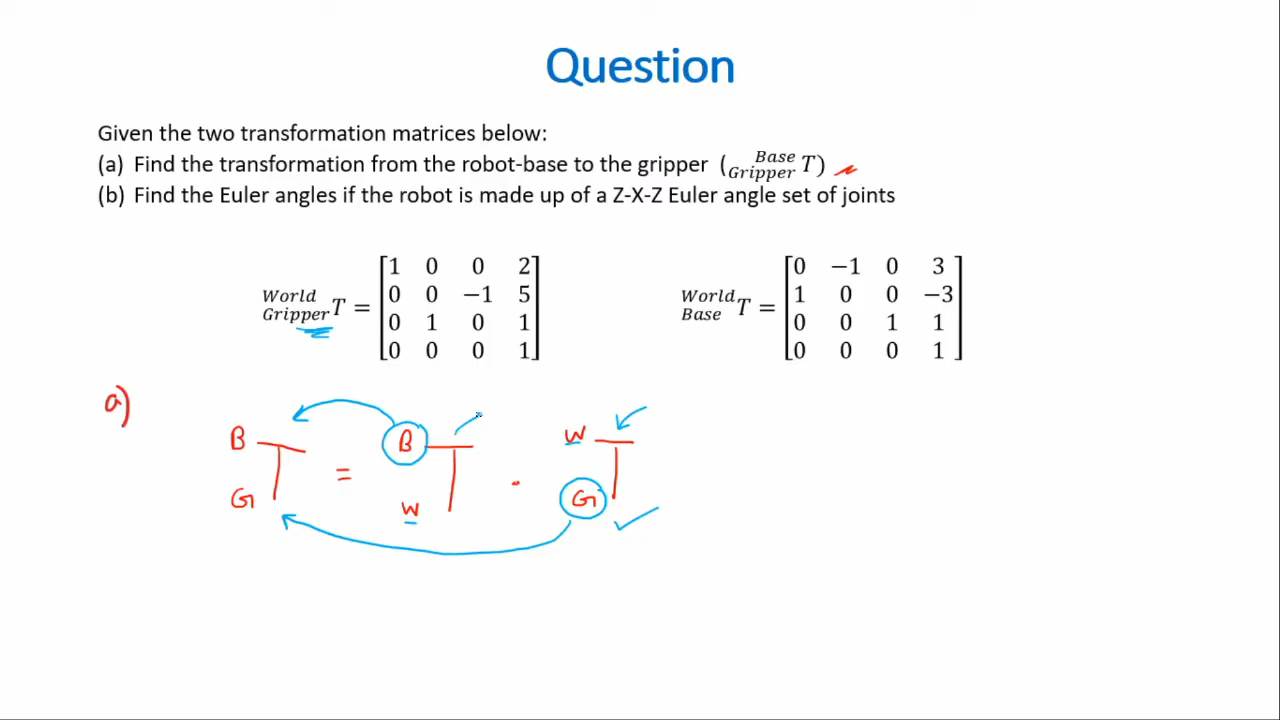 Question
Given the two transformation matrices below:
(a) Find the transformation from the robot-base to the gripper (Base Gripper T)
(b) Find the Euler angles if the robot is made up of a Z-X-Z Euler angle set of joints
World Gripper T = [1 0 0 2
0 0 −1 5
0 1 0 1
0 0 0 1]
World Base T = [0 −1 0 3
1 0 0 −3
0 0 1 1
0 0 0 1]
a)
B G T = B W T . W G T